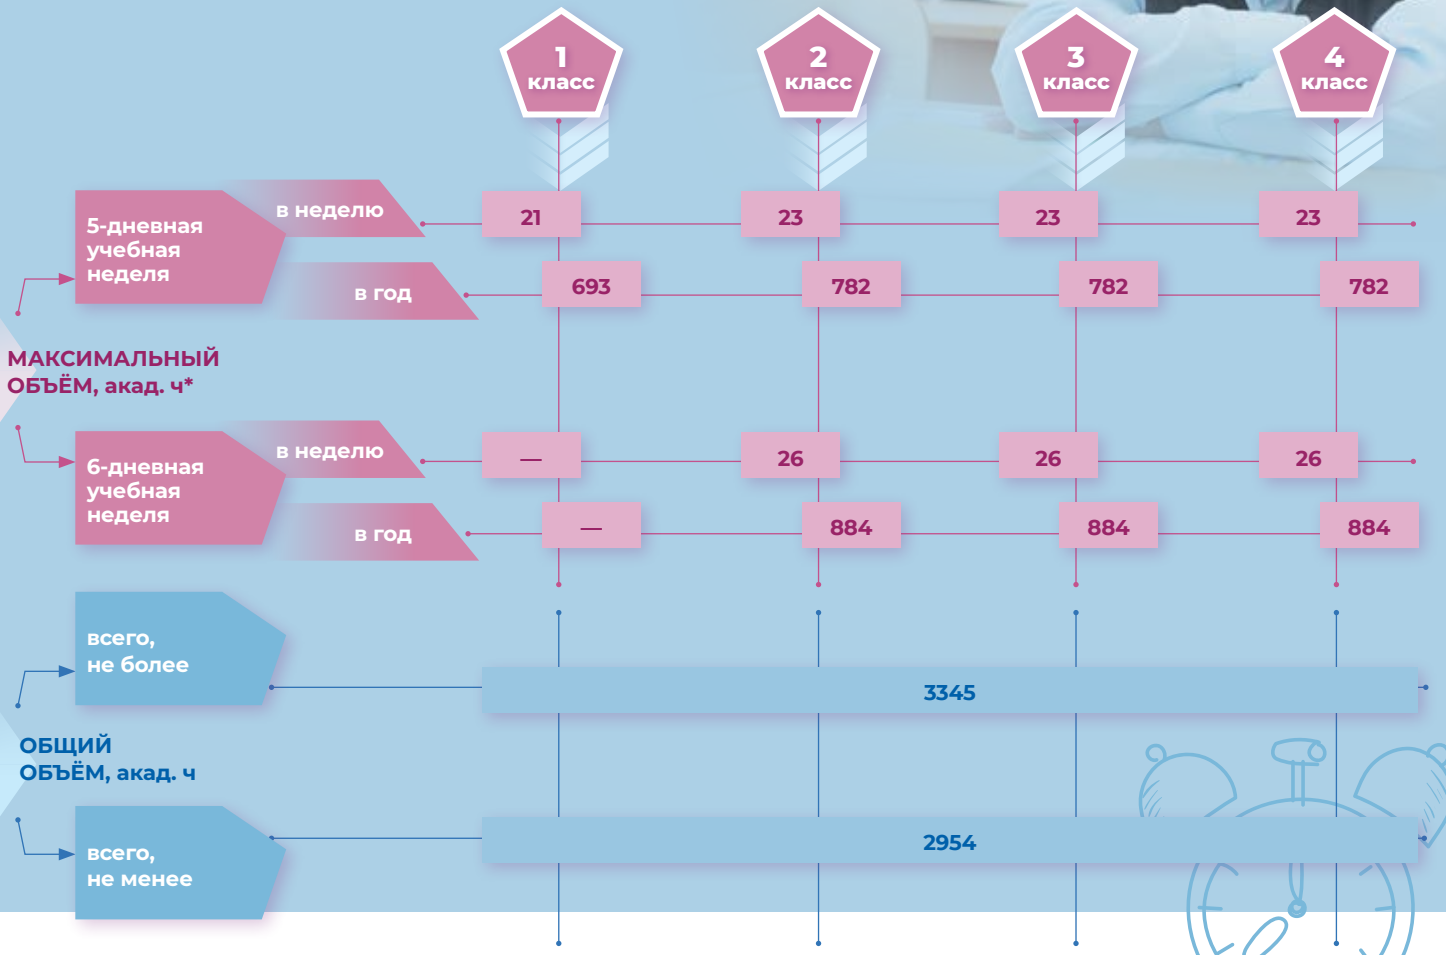 1
класс
2
класс
3
класс
4
класс
5-дневная
учебная
неделя
в неделю
21
23
23
23
в год
693
782
782
782
МАКСИМАЛЬНЫЙ
ОБЪЁМ, акад. ч*
6-дневная
учебная
неделя
в неделю
—
26
26
26
в год
—
884
884
884
всего,
не более
3345
ОБЩИЙ
ОБЪЁМ, акад. ч
всего,
не менее
2954